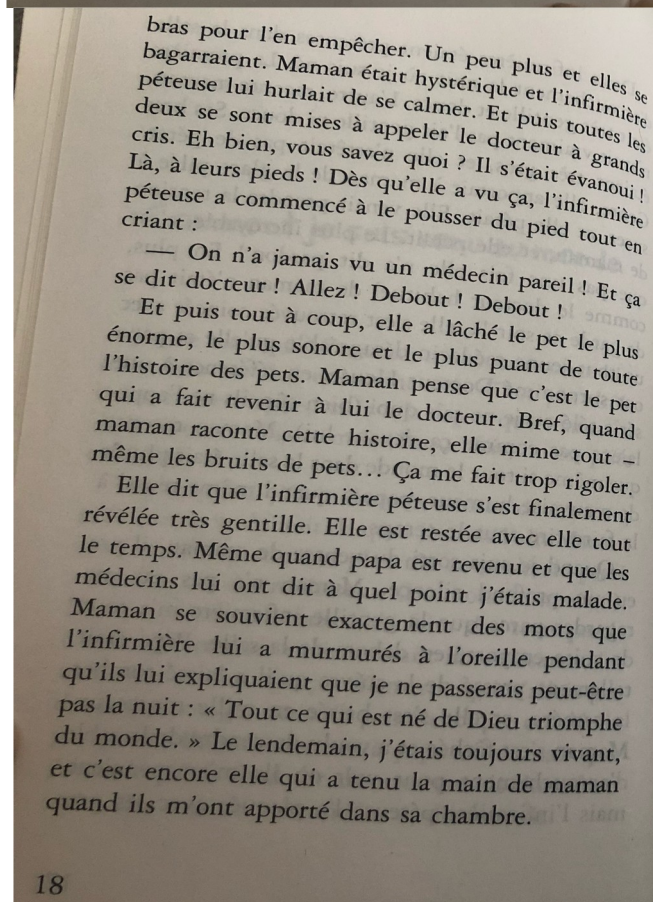 bras pour l'en empêcher. Un peu plus et elles se
bagarraient. Maman était hystérique et l'infirmière
péteuse lui hurlait de se calmer. Et puis toutes les
deux se sont mises à appeler le docteur à grands
cris. Eh bien, vous savez quoi ? Il s'était évanoui !
Là, à leurs pieds ! Dès qu'elle a vu ça, l'infirmière
péteuse a commencé à le pousser du pied tout en
criant :
— On n'a jamais vu un médecin pareil ! Et ça
se dit docteur ! Allez ! Debout ! Debout !
Et puis tout à coup, elle a lâché le pet le plus
énorme, le plus sonore et le plus puant de toute
l'histoire des pets. Maman pense que c'est le pet
qui a fait revenir à lui le docteur. Bref, quand
maman raconte cette histoire, elle mime tout –
même les bruits de pets... Ça me fait trop rigoler.
Elle dit que l'infirmière péteuse s'est finalement
révélée très gentille. Elle est restée avec elle tout
le temps. Même quand papa est revenu et que les
médecins lui ont dit à quel point j'étais malade.
Maman se souvient exactement des mots que
l'infirmière lui a murmurés à l'oreille pendant
qu'ils lui expliquaient que je ne passerais peut-être
pas la nuit : « Tout ce qui est né de Dieu triomphe
du monde. » Le lendemain, j'étais toujours vivant,
et c'est encore elle qui a tenu la main de maman
quand ils m'ont apporté dans sa chambre.
18